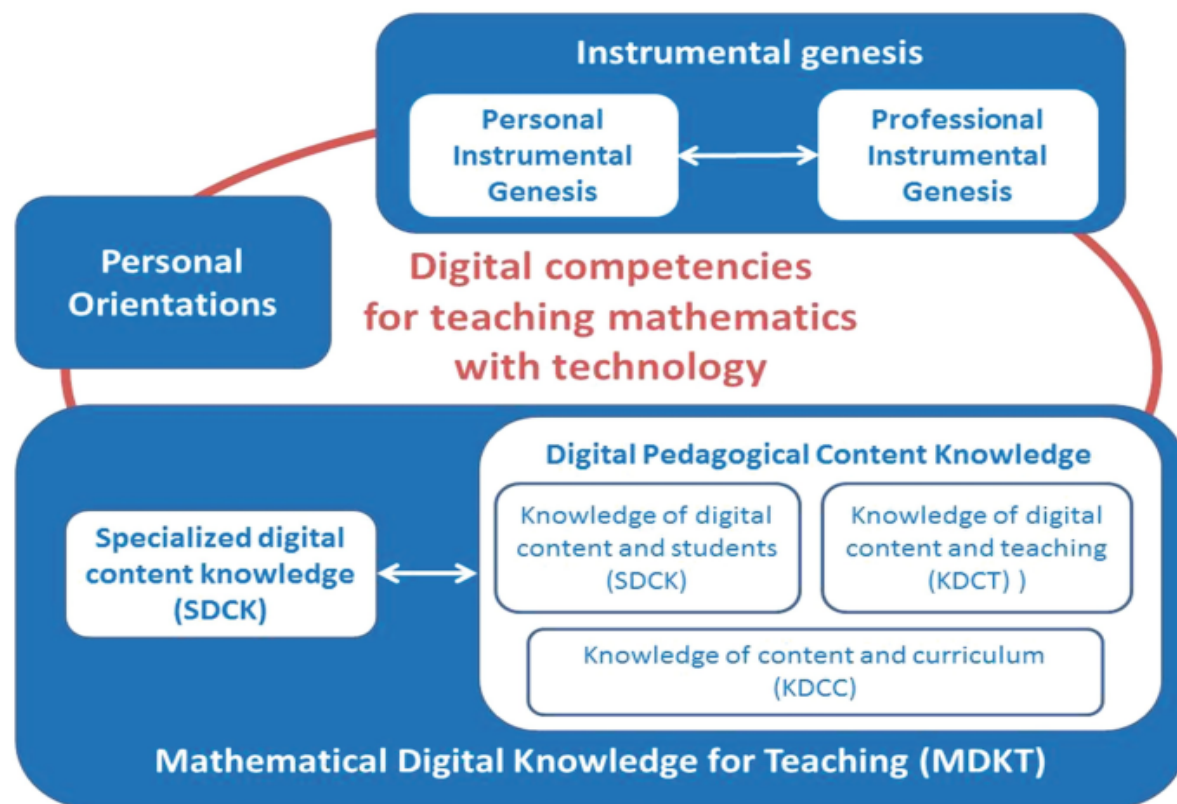 Instrumental genesis
Personal
Instrumental
Genesis
Professional
Instrumental
Genesis
Personal
Orientations
Digital competencies
for teaching mathematics
with technology
Digital Pedagogical Content Knowledge
Specialized digital
content knowledge
(SDCK)
Knowledge of digital
content and students
(SDCK)
Knowledge of digital
content and teaching
(KDCT) )
Knowledge of content and curriculum
(KDCC)
Mathematical Digital Knowledge for Teaching (MDKT)